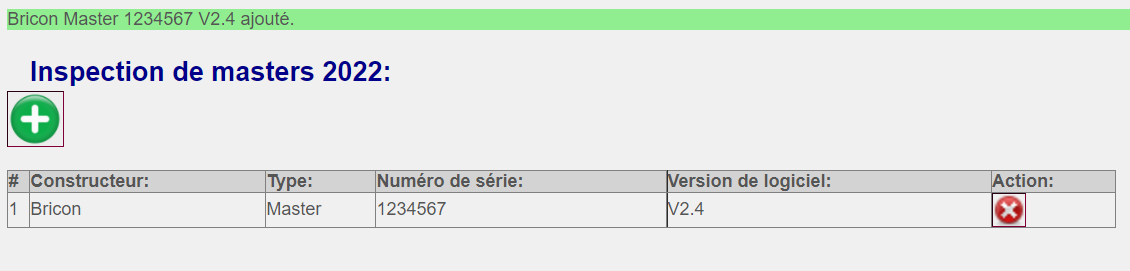 Bricon Master 1234567 V2.4 ajouté.
Inspection de masters 2022:
# Constructeur: Type: Numéro de série: Version de logiciel: Action:
1 Bricon Master 1234567 V2.4